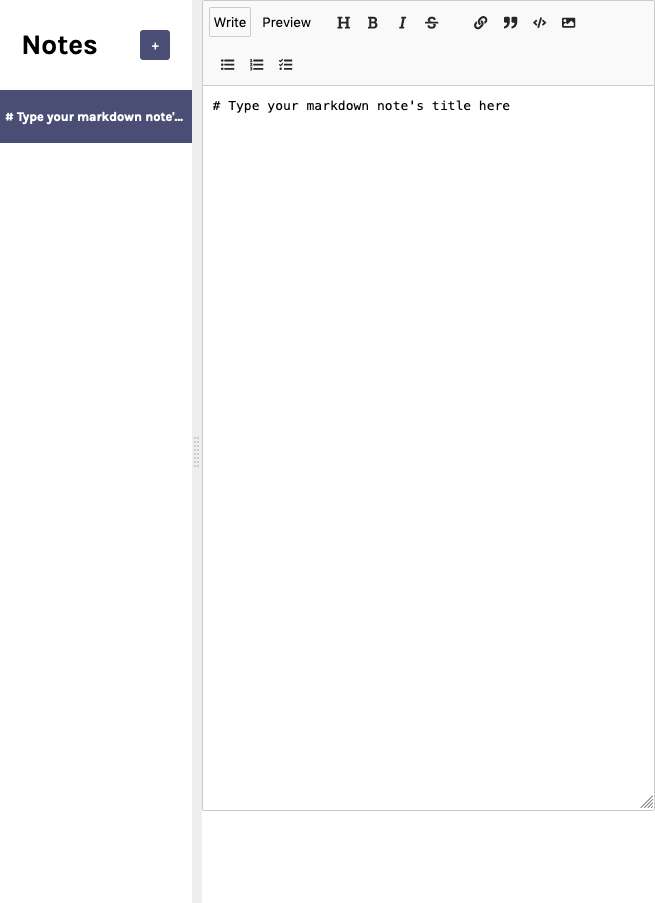 Notes
+
# Type your markdown note'...
Write Preview
# Type your markdown note's title here